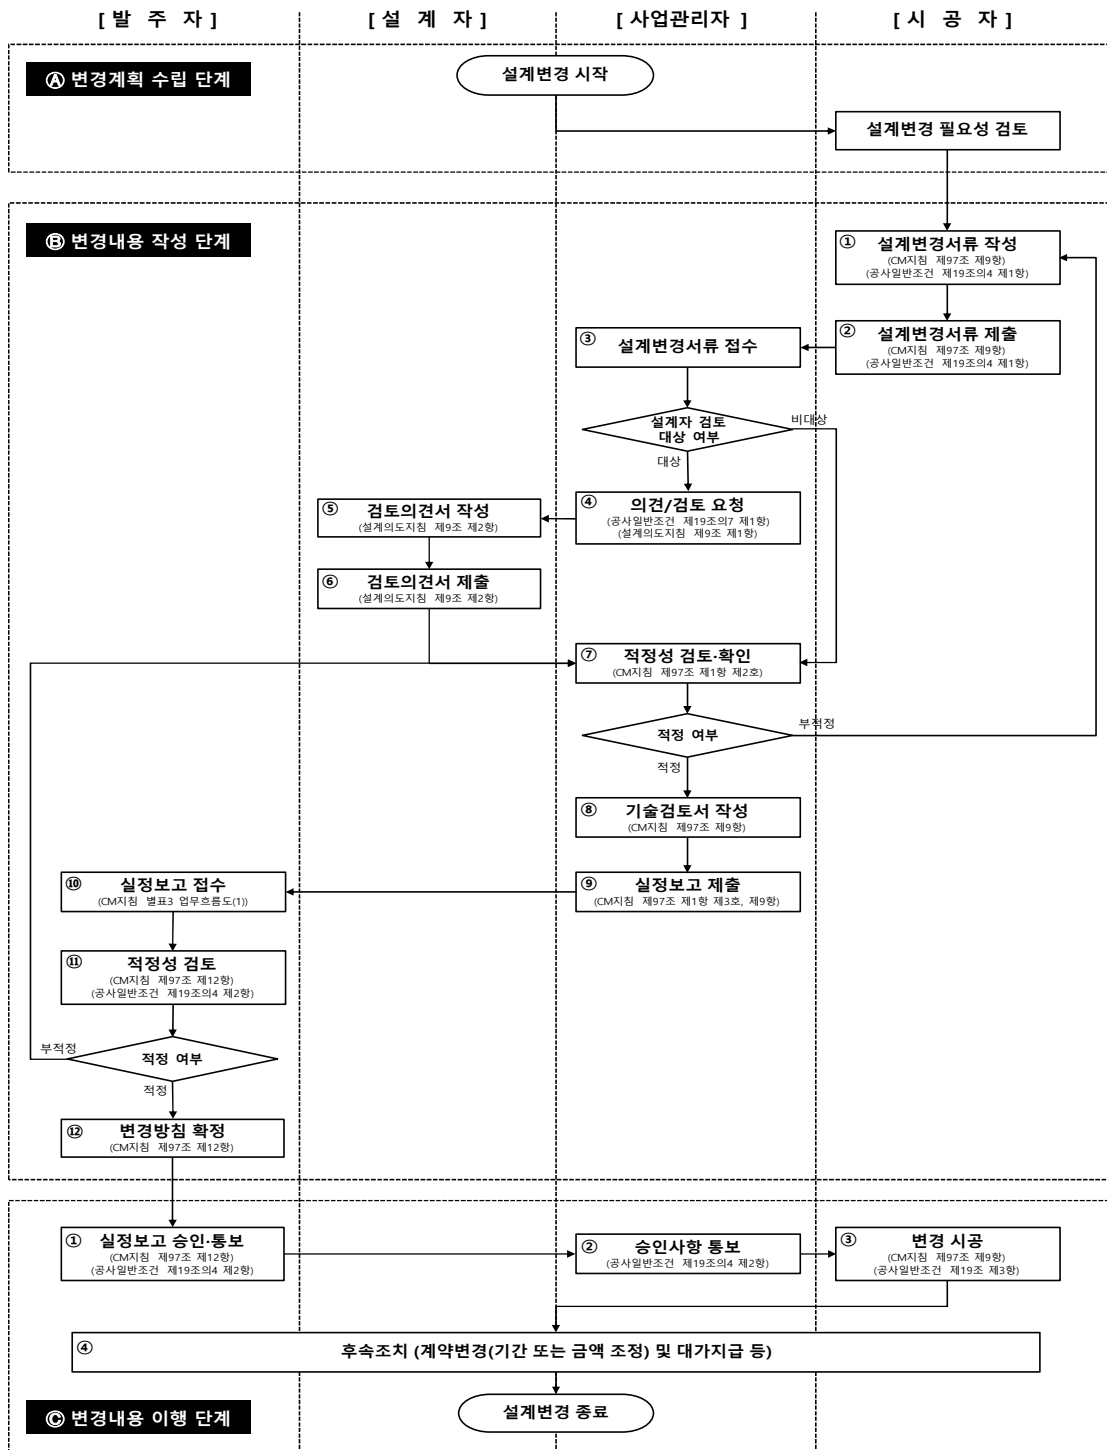 [ 발 주 자 ]
[ 설 계 자 ]
[ 사업관리자 ]
[ 시 공 자 ]
Ⓐ 변경계획 수립 단계
설계변경 시작
설계변경 필요성 검토
Ⓑ 변경내용 작성 단계
① 설계변경서류 작성
(CM지침 제97조 제9항)
(공사일반조건 제19조의4 제1항)
② 설계변경서류 제출
(CM지침 제97조 제9항)
(공사일반조건 제19조의4 제1항)
③ 설계변경서류 접수
설계자 검토
대상 여부
비대상
대상
④ 의견/검토 요청
(공사일반조건 제19조의7 제1항)
(설계의도지침 제9조 제1항)
⑤ 검토의견서 작성
(설계의도지침 제9조 제2항)
⑥ 검토의견서 제출
(설계의도지침 제9조 제2항)
⑦ 적정성 검토·확인
(CM지침 제97조 제1항 제2호)
적정 여부
부적정
적정
⑧ 기술검토서 작성
(CM지침 제97조 제9항)
⑨ 실정보고 제출
(CM지침 제97조 제1항 제3호, 제9항)
⑩ 실정보고 접수
(CM지침 별표3 업무흐름도(1))
⑪ 적정성 검토
(CM지침 제97조 제12항)
(공사일반조건 제19조의4 제2항)
부적정
적정 여부
적정
⑫ 변경방침 확정
(CM지침 제97조 제12항)
① 실정보고 승인·통보
(CM지침 제97조 제12항)
(공사일반조건 제19조의4 제2항)
② 승인사항 통보
(공사일반조건 제19조의4 제2항)
③ 변경 시공
(CM지침 제97조 제9항)
(공사일반조건 제19조 제3항)
④ 후속조치 (계약변경(기간 또는 금액 조정) 및 대가지급 등)
Ⓒ 변경내용 이행 단계
설계변경 종료